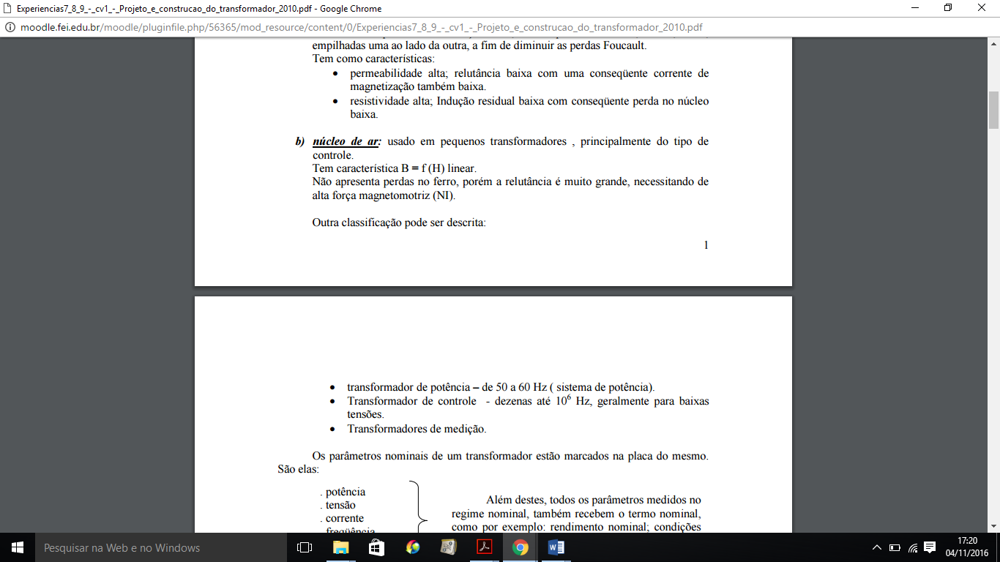 Experiencias7_8_9_-_cv1_-_Projeto_e_construcao_do_transformador_2010.pdf - Google Chrome
moodle.fei.edu.br/moodle/pluginfile.php/56365/mod_resource/content/0/Experiencias7_8_9_-_cv1_-_Projeto_e_construcao_do_transformador_2010.pdf
empilhadas uma ao lado da outra, a fim de diminuir as perdas Foucault.
Tem como características:
• permeabilidade alta; relutância baixa com uma conseqüente corrente de
magnetização também baixa.
• resistividade alta; Indução residual baixa com conseqüente perda no núcleo
baixa.
b) núcleo de ar: usado em pequenos transformadores , principalmente do tipo de
controle.
Tem característica B = f (H) linear.
Não apresenta perdas no ferro, porém a relutância é muito grande, necessitando de
alta força magnetomotriz (NI).
Outra classificação pode ser descrita:
1
• transformador de potência – de 50 a 60 Hz ( sistema de potência).
• Transformador de controle - dezenas até 10⁶ Hz, geralmente para baixas
tensões.
• Transformadores de medição.
Os parâmetros nominais de um transformador estão marcados na placa do mesmo.
São elas:
. potência
. tensão
. corrente
. freqüência
Além destes, todos os parâmetros medidos no
regime nominal, também recebem o termo nominal,
como por exemplo: rendimento nominal; condições
Pesquisar na Web e no Windows
17:20
04/11/2016